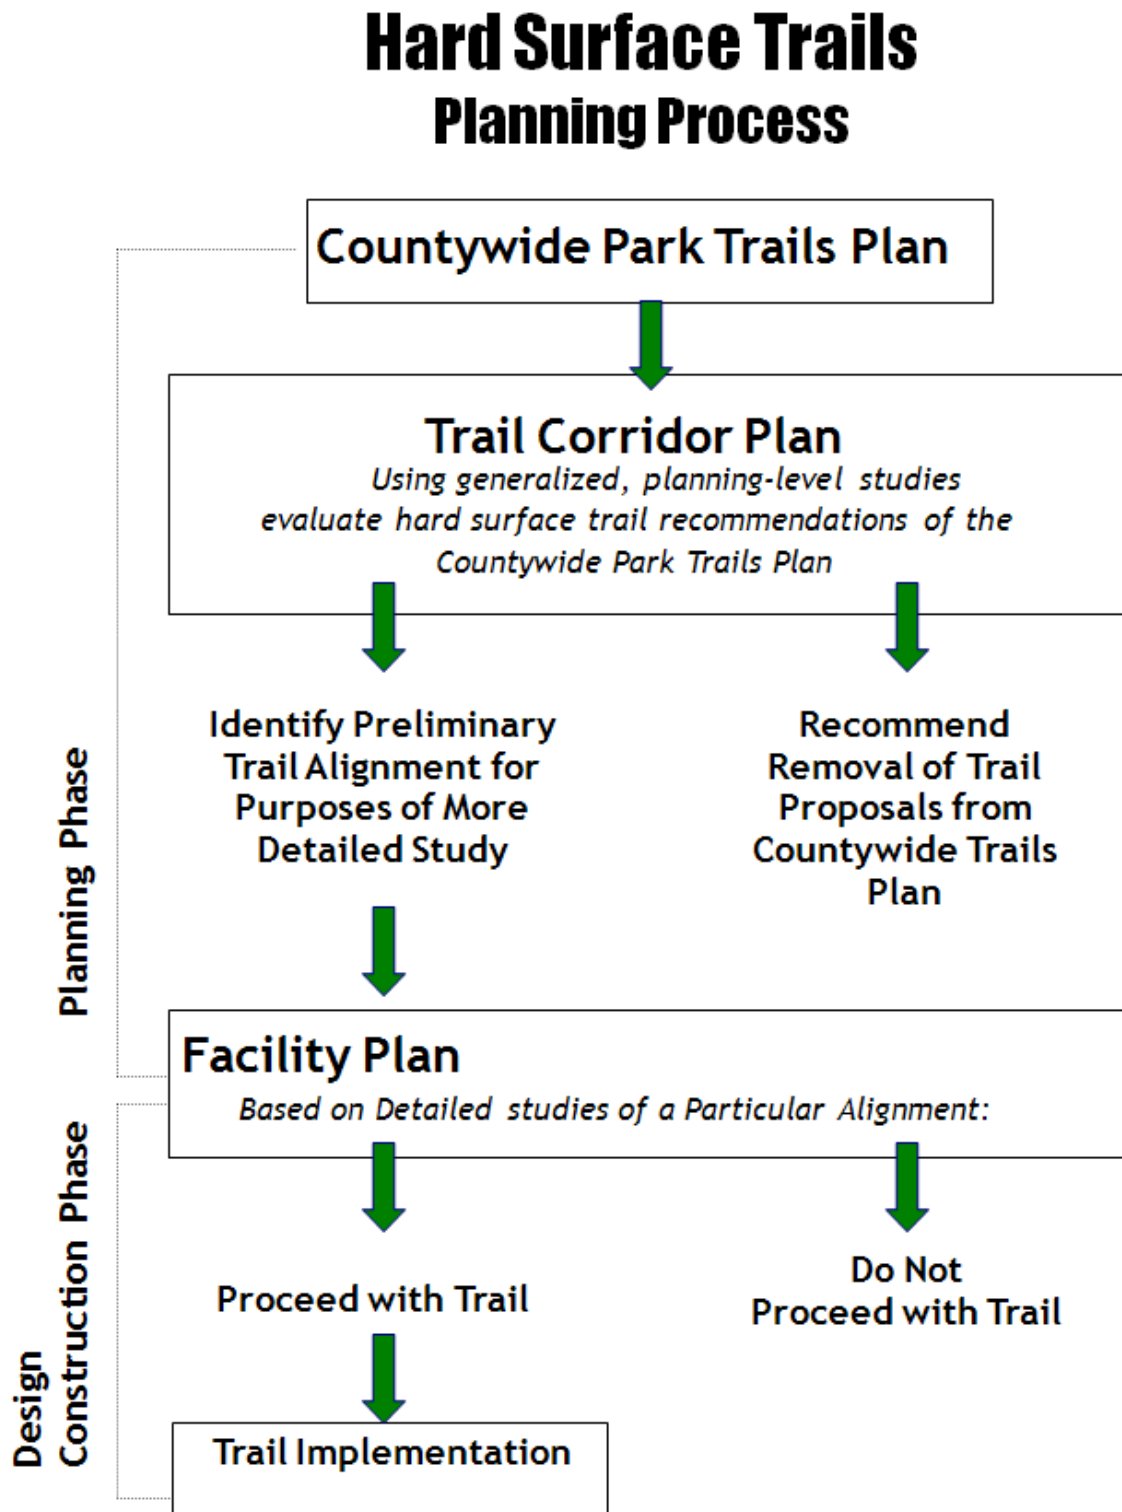 Hard Surface Trails
Planning Process
Countywide Park Trails Plan
Trail Corridor Plan
Using generalized, planning-level studies
evaluate hard surface trail recommendations of the
Countywide Park Trails Plan
Identify Preliminary
Trail Alignment for
Purposes of More
Detailed Study
Recommend
Removal of Trail
Proposals from
Countywide Trails
Plan
Planning Phase
Facility Plan
Based on Detailed studies of a Particular Alignment:
Proceed with Trail
Do Not
Proceed with Trail
Design
Construction Phase
Trail Implementation